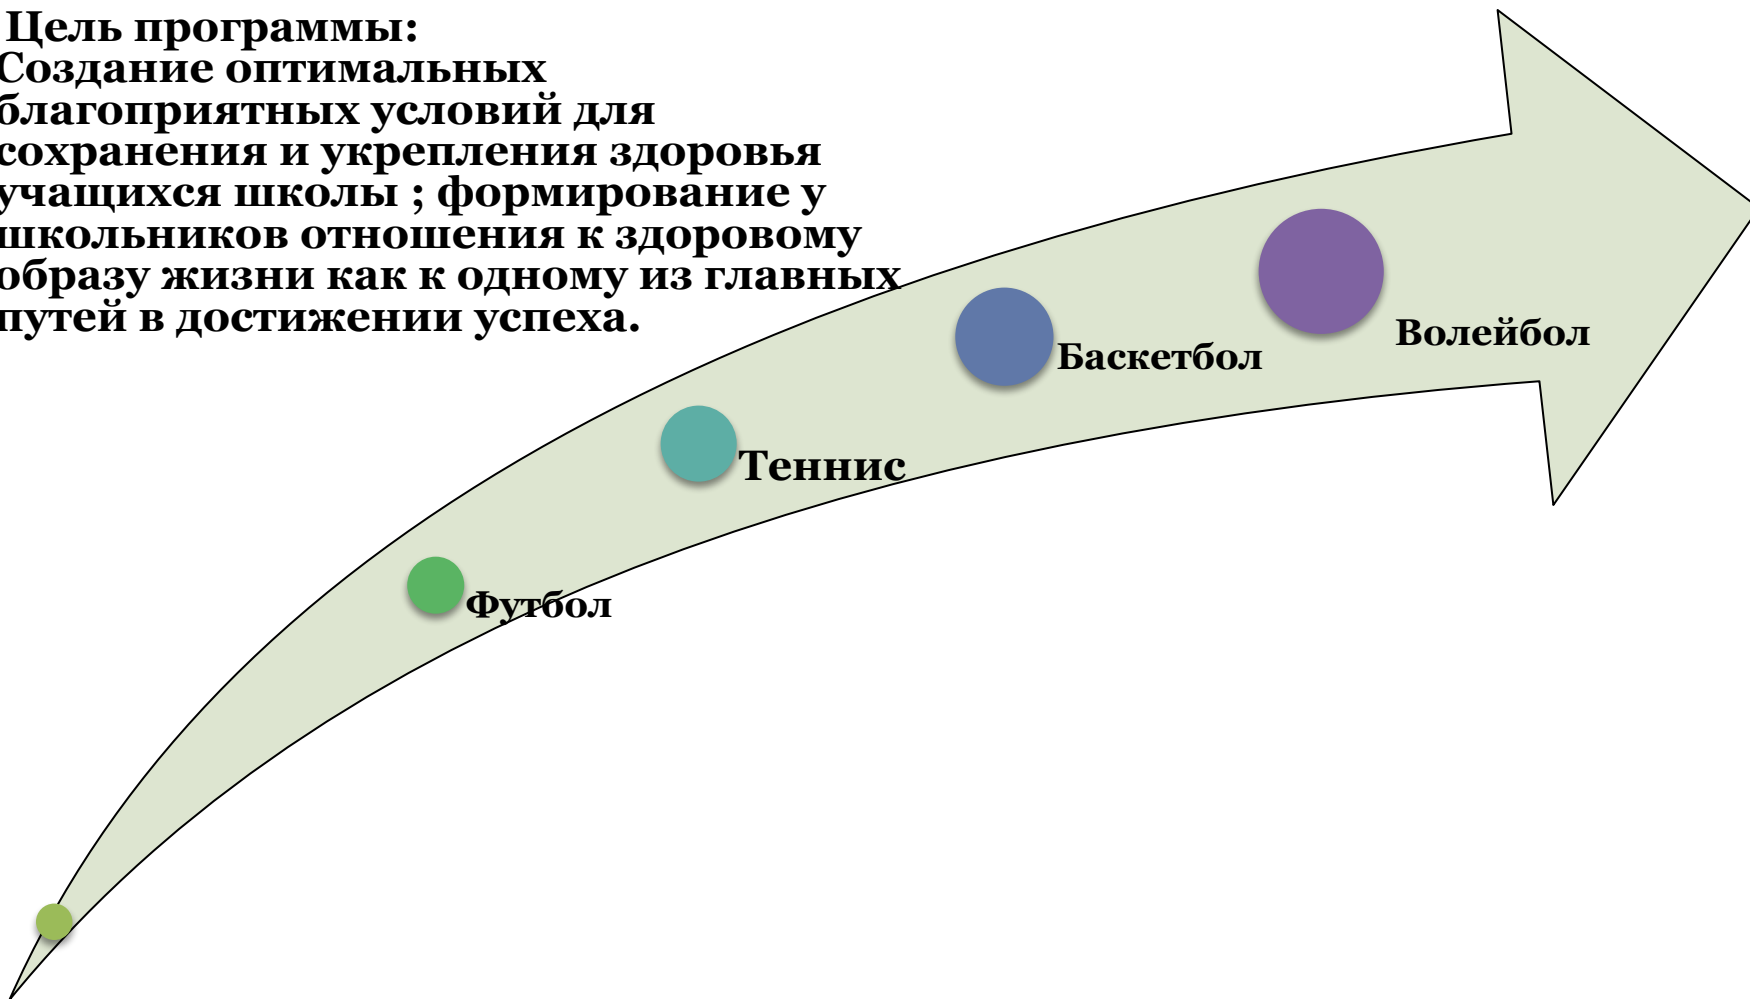 Цель программы:
Создание оптимальных
благоприятных условий для
сохранения и укрепления здоровья
учащихся школы ; формирование у
школьников отношения к здоровому
образу жизни как к одному из главных
путей в достижении успеха.
Волейбол
Баскетбол
Теннис
Футбол